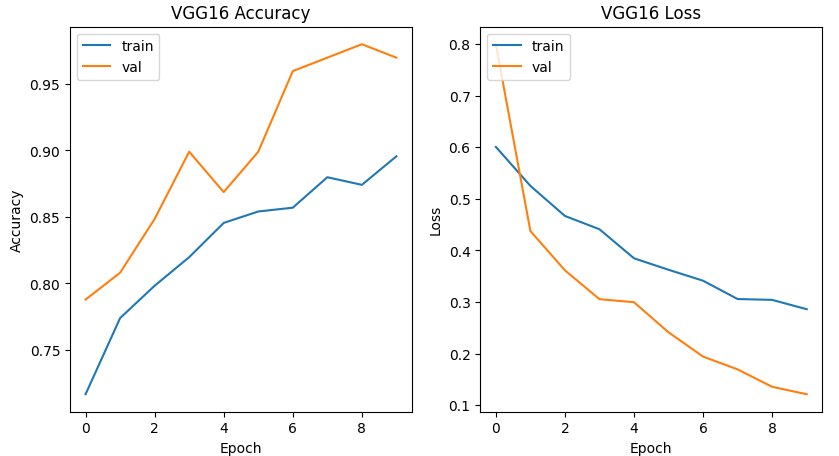 VGG16 Accuracy
train
val
0.95
0.90
0.85
0.80
0.75
Accuracy
0
2
4
6
8
Epoch
VGG16 Loss
train
val
0.8
0.7
0.6
0.5
0.4
0.3
0.2
0.1
Loss
0
2
4
6
8
Epoch